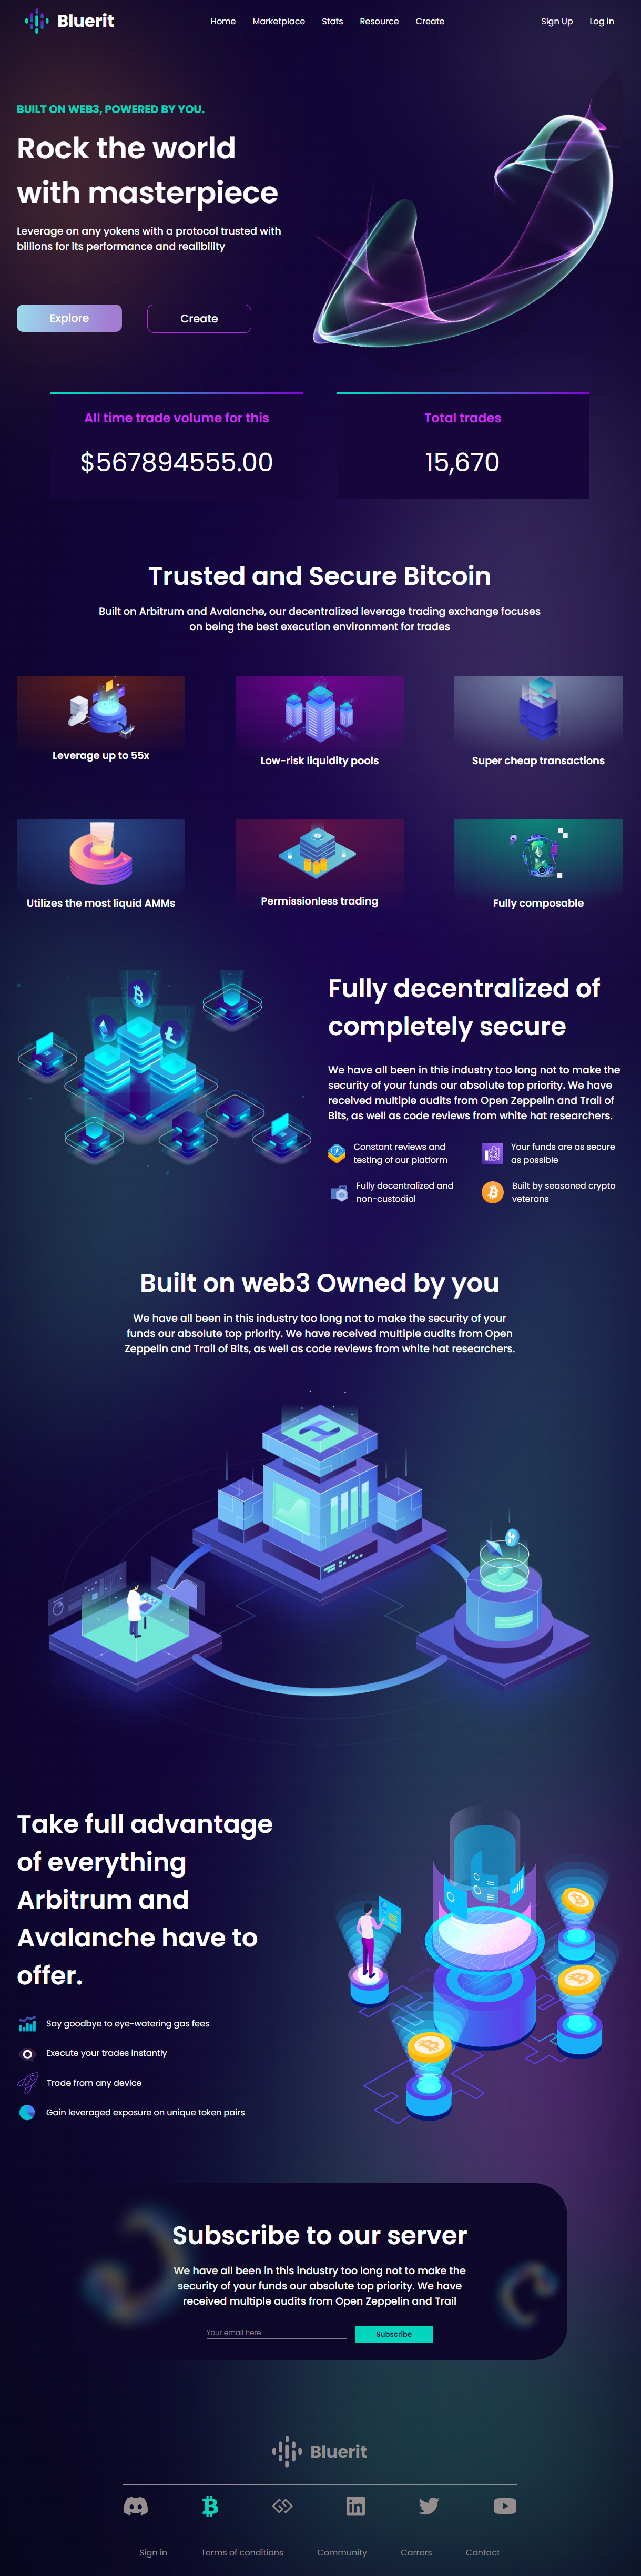 Bluerit
Home Marketplace Stats Resource Create
Sign Up Log in
BUILT ON WEB3, POWERED BY YOU.
Rock the world
with masterpiece
Leverage on any yokens with a protocol trusted with
billions for its performance and realibility
Explore
Create
All time trade volume for this
$567894555.00
Total trades
15,670
Trusted and Secure Bitcoin
Built on Arbitrum and Avalanche, our decentralized leverage trading exchange focuses
on being the best execution environment for trades
Leverage up to 55x
Low-risk liquidity pools
Super cheap transactions
Utilizes the most liquid AMMs
Permissionless trading
Fully composable
Fully decentralized of
completely secure
We have all been in this industry too long not to make the
security of your funds our absolute top priority. We have
received multiple audits from Open Zeppelin and Trail of
Bits, as well as code reviews from white hat researchers.
Constant reviews and
testing of our platform
Your funds are as secure
as possible
Fully decentralized and
non-custodial
Built by seasoned crypto
veterans
Built on web3 Owned by you
We have all been in this industry too long not to make the security of your
funds our absolute top priority. We have received multiple audits from Open
Zeppelin and Trail of Bits, as well as code reviews from white hat researchers.
Take full advantage
of everything
Arbitrum and
Avalanche have to
offer.
Say goodbye to eye-watering gas fees
Execute your trades instantly
Trade from any device
Gain leveraged exposure on unique token pairs
Subscribe to our server
We have all been in this industry too long not to make the
security of your funds our absolute top priority. We have
received multiple audits from Open Zeppelin and Trail
Your email here
Subscribe
Bluerit
Sign in Terms of conditions Community Carrers Contact